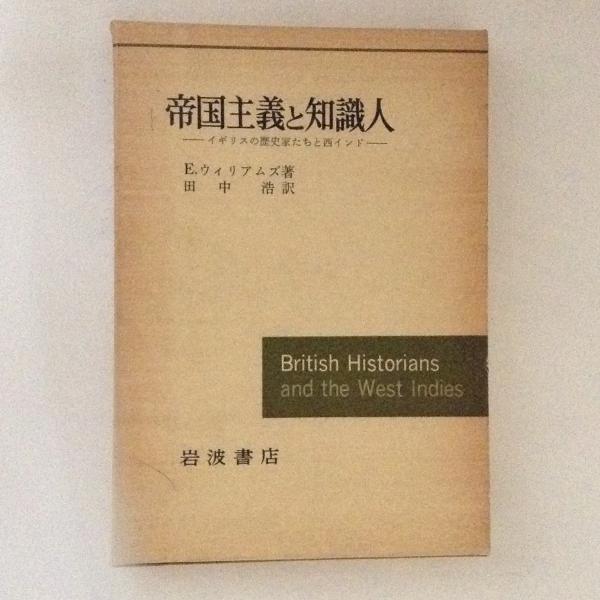 帝国主義と知識人
―イギリスの歴史家たちと西インド―
E.ウィリアムズ著
田中 浩訳
British Historians
and the West Indies
岩波書店